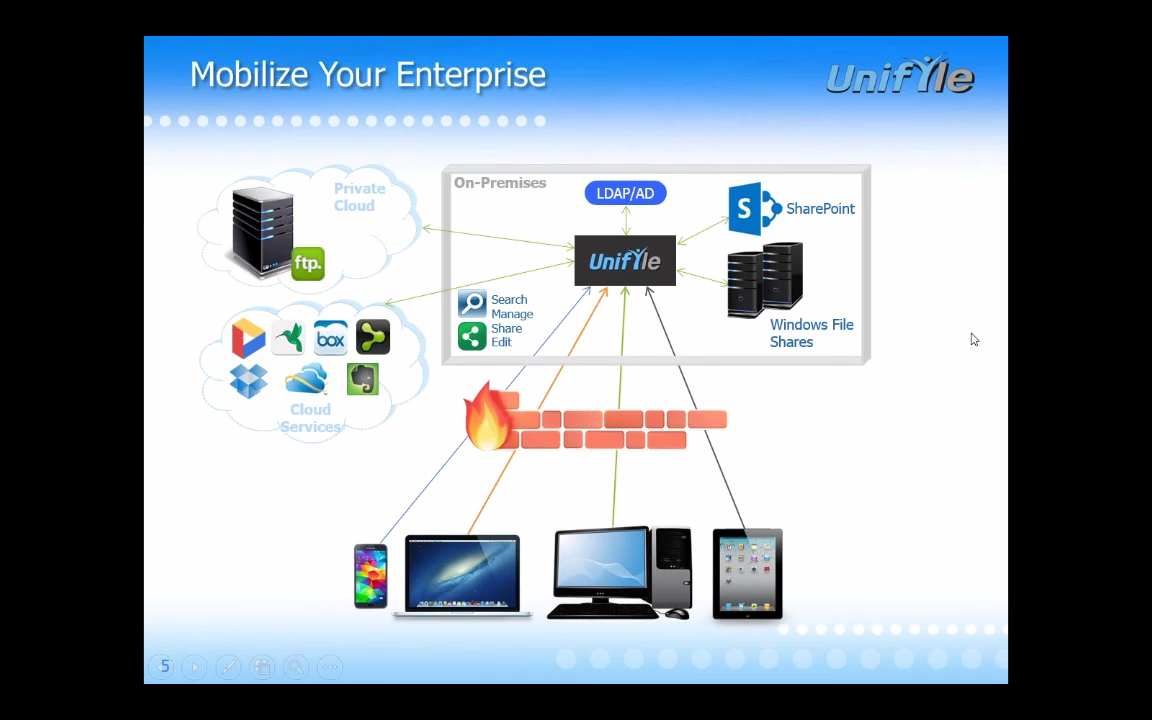 Mobilize Your Enterprise
Unifyle
Private
Cloud
ftp.
On-Premises
LDAP/AD
S
SharePoint
Unifyle
Search
Manage
Share
Edit
Windows File
Shares
box
Cloud
Services
5